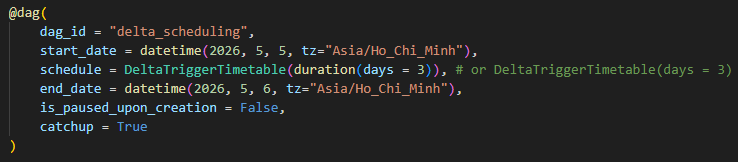 @dag(
    dag_id = "delta_scheduling",
    start_date = datetime(2026, 5, 5, tz="Asia/Ho_Chi_Minh"),
    schedule = DeltaTriggerTimetable(duration(days = 3)), # or DeltaTriggerTimetable(days = 3)
    end_date = datetime(2026, 5, 6, tz="Asia/Ho_Chi_Minh"),
    is_paused_upon_creation = False,
    catchup = True
)